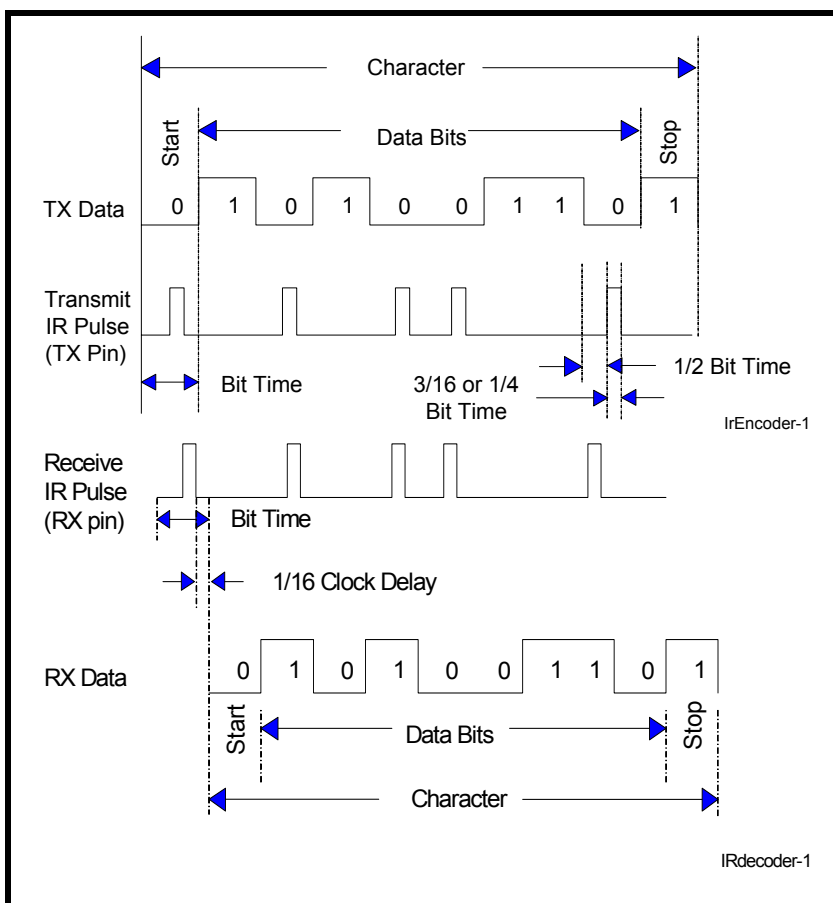 Character
Start
Data Bits
Stop
TX Data
0 1 0 1 0 0 1 1 0 1
Transmit
IR Pulse
(TX Pin)
Bit Time
1/2 Bit Time
3/16 or 1/4
Bit Time
IrEncoder-1
Receive
IR Pulse
(RX pin)
Bit Time
1/16 Clock Delay
RX Data
0 1 0 1 0 0 1 1 0 1
Start
Data Bits
Stop
Character
IRdecoder-1